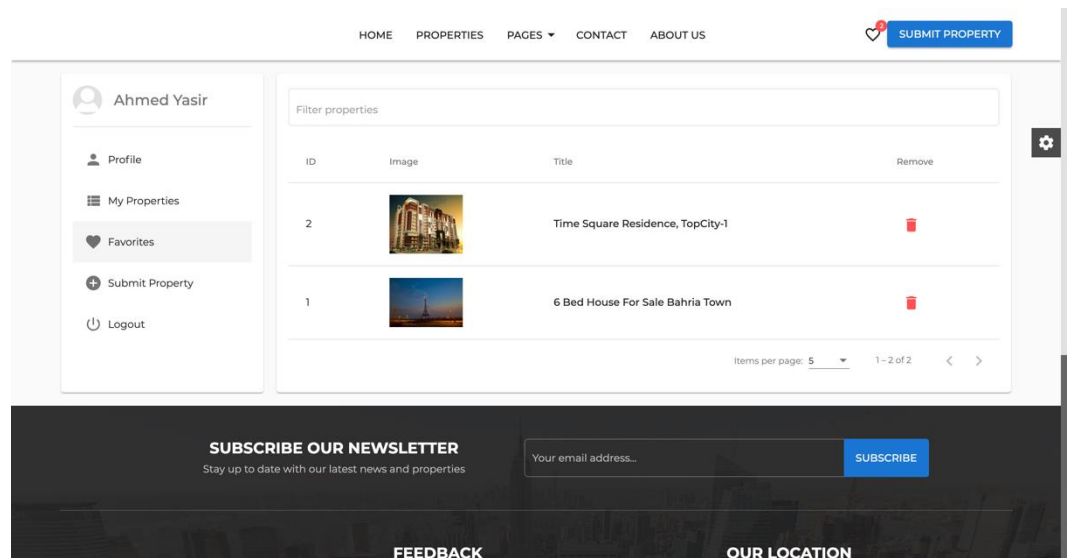 HOME PROPERTIES PAGES CONTACT ABOUT US 2 SUBMIT PROPERTY
Ahmed Yasir
Profile
My Properties
Favorites
Submit Property
Logout
Filter properties
ID Image Title Remove
2 Time Square Residence, TopCity-1
1 6 Bed House For Sale Bahria Town
Items per page: 5 1 – 2 of 2
SUBSCRIBE OUR NEWSLETTER
Stay up to date with our latest news and properties
Your email address...
SUBSCRIBE
FEEDBACK OUR LOCATION